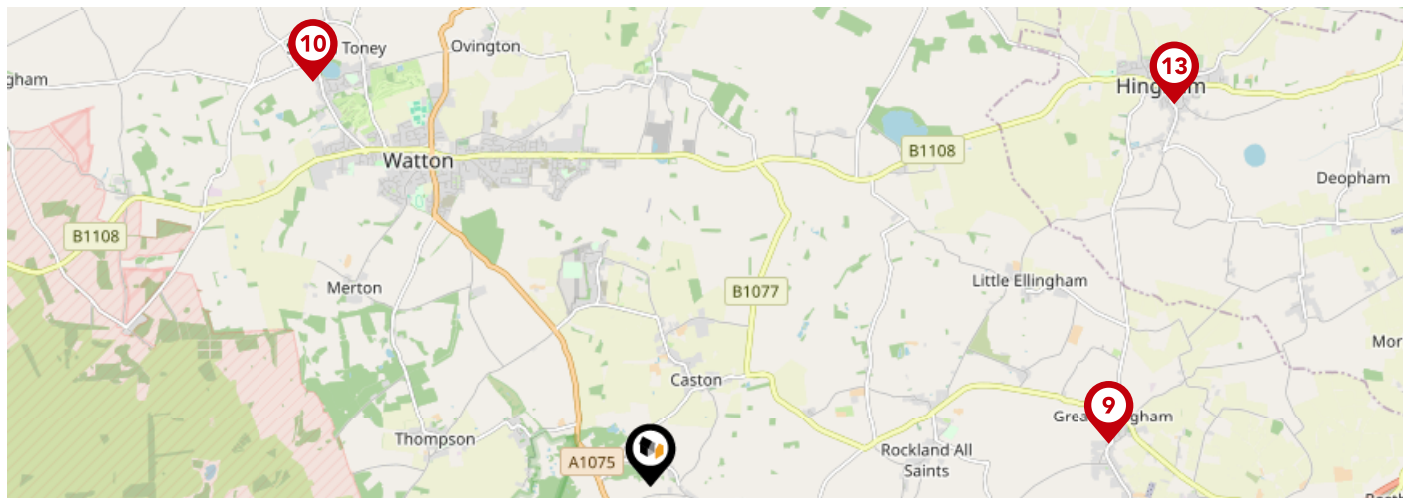 10
Toney
Ovington
gham
13
Watton
B1108
Deopham
B1108
Merton
B1077
Little Ellingham
Mor
Caston
9
Thompson
A1075
Rockland All
Saints